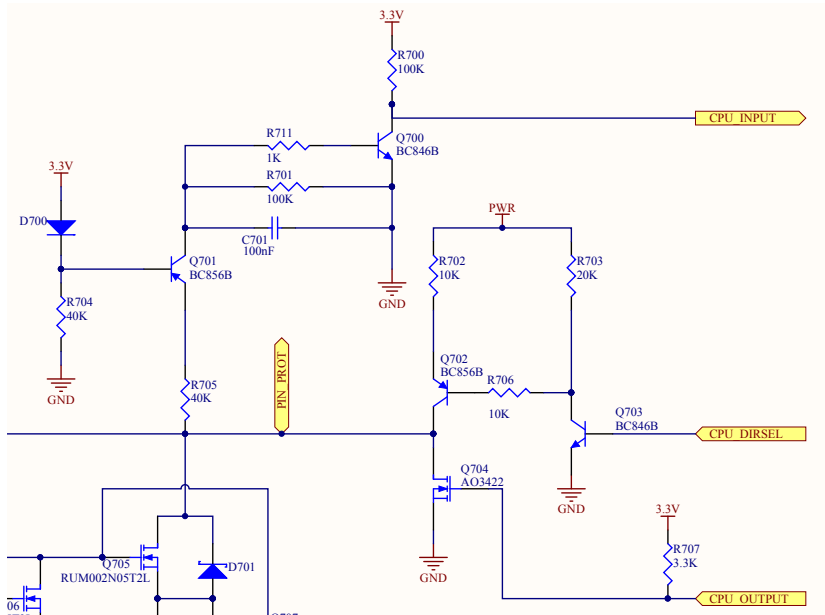 3.3V
R700
100K
CPU_INPUT
R711
1K
Q700
BC846B
3.3V
R701
100K
D700
C701
100nF
PWR
Q701
BC856B
R702
10K
R703
20K
R704
40K
GND
Q702
BC856B
R706
10K
R705
40K
GND
PIN_PROT
Q703
BC846B
CPU_DIRSEL
Q704
AO3422
GND
3.3V
R707
3.3K
Q705
RUM002N05T2L
D701
GND
CPU_OUTPUT
06